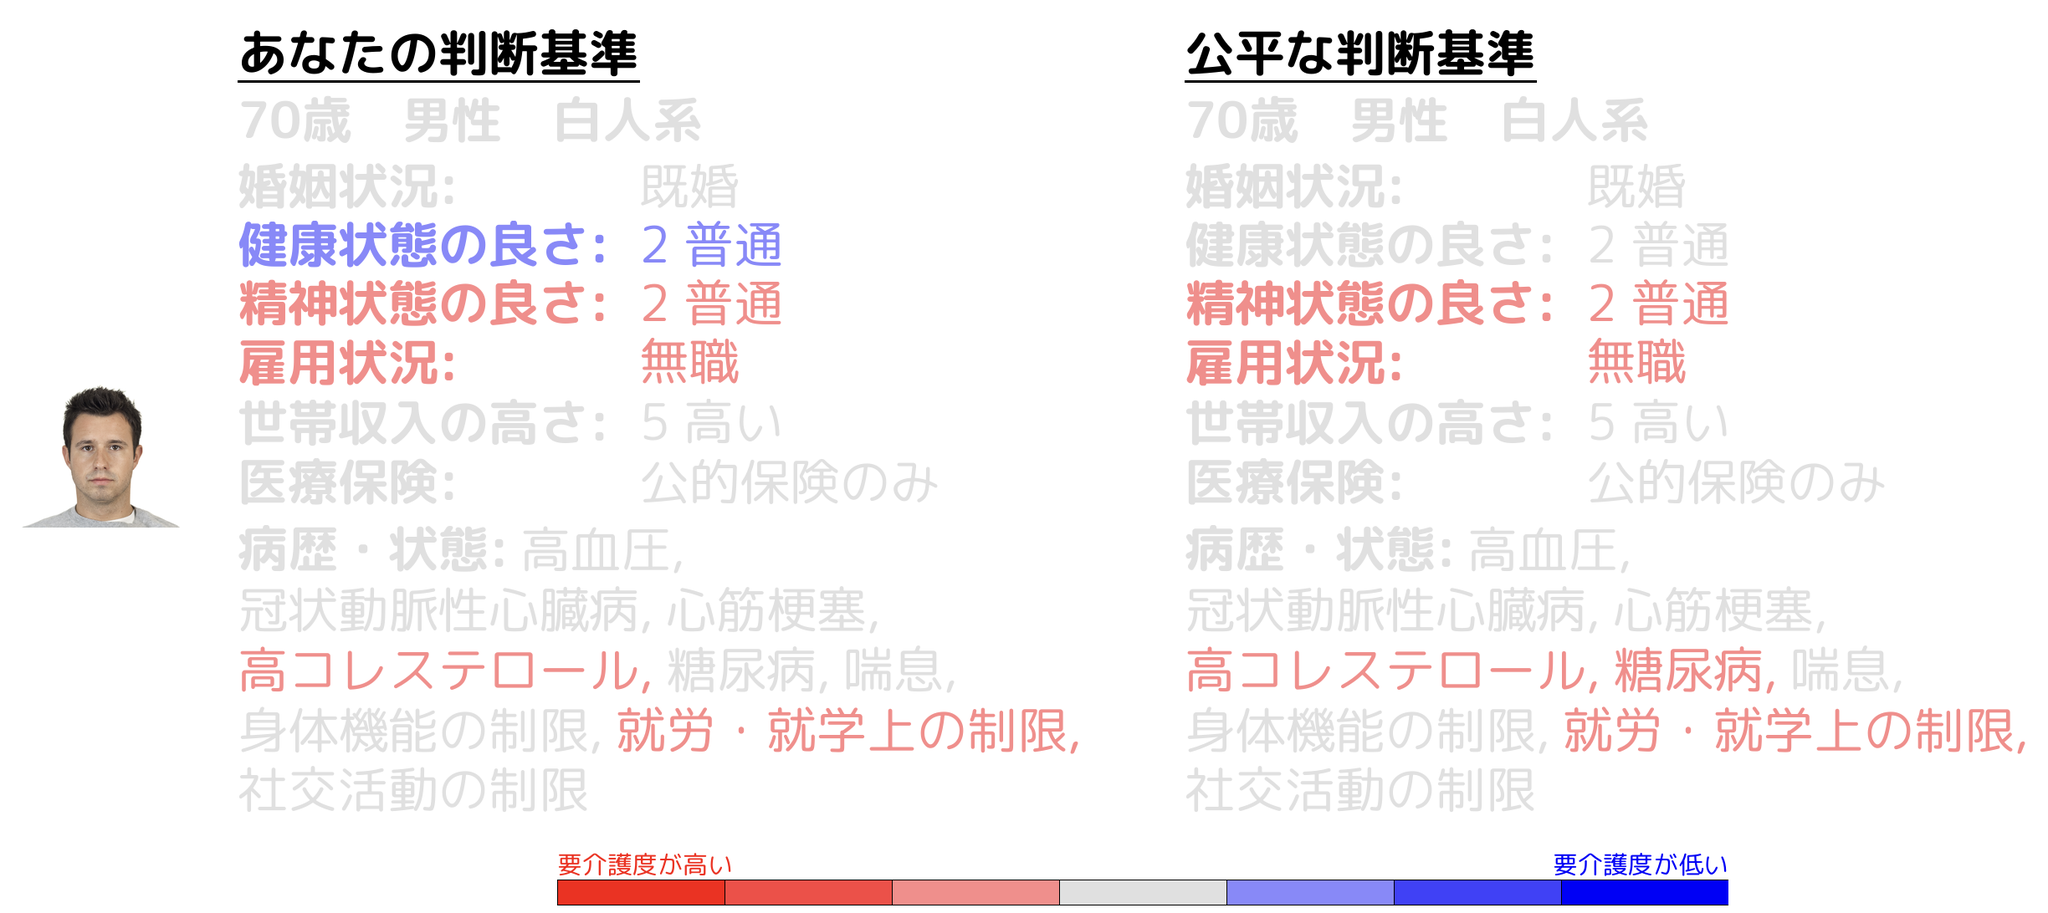 あなたの判断基準
70歳　男性　白人系
婚姻状況: 既婚
健康状態の良さ: 2 普通
精神状態の良さ: 2 普通
雇用状況: 無職
世帯収入の高さ: 5 高い
医療保険: 公的保険のみ
病歴・状態: 高血圧,
冠状動脈性心臓病, 心筋梗塞,
高コレステロール, 糖尿病, 喘息,
身体機能の制限, 就労・就学上の制限,
社交活動の制限
公平な判断基準
70歳　男性　白人系
婚姻状況: 既婚
健康状態の良さ: 2 普通
精神状態の良さ: 2 普通
雇用状況: 無職
世帯収入の高さ: 5 高い
医療保険: 公的保険のみ
病歴・状態: 高血圧,
冠状動脈性心臓病, 心筋梗塞,
高コレステロール, 糖尿病, 喘息,
身体機能の制限, 就労・就学上の制限,
社交活動の制限
要介護度が高い
要介護度が低い